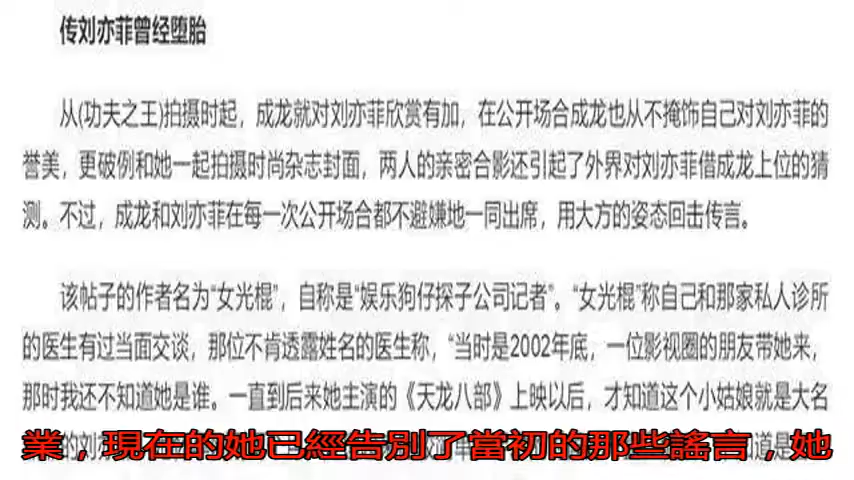 传刘亦菲曾经堕胎
从(功夫之王)拍摄时起，成龙就对刘亦菲欣赏有加，在公开场合成龙也从不掩饰自己对刘亦菲的
誉美，更破例和她一起拍摄时尚杂志封面，两人的亲密合影还引起了外界对刘亦菲借成龙上位的猜
测。不过，成龙和刘亦菲在每一次公开场合都不避嫌地一同出席，用大方的姿态回击传言。
该帖子的作者名为“女光棍”，自称是“娱乐狗仔探子公司记者”。“女光棍”称自己和那家私人诊所
的医生有过当面交谈，那位不肯透露姓名的医生称，“当时是2002年底，一位影视圈的朋友带她来，
那时我还不知道她是谁。一直到后来她主演的《天龙八部》上映以后，才知道这个小姑娘就是大名
業，現在的她已經告別了當初的那些謠言，她